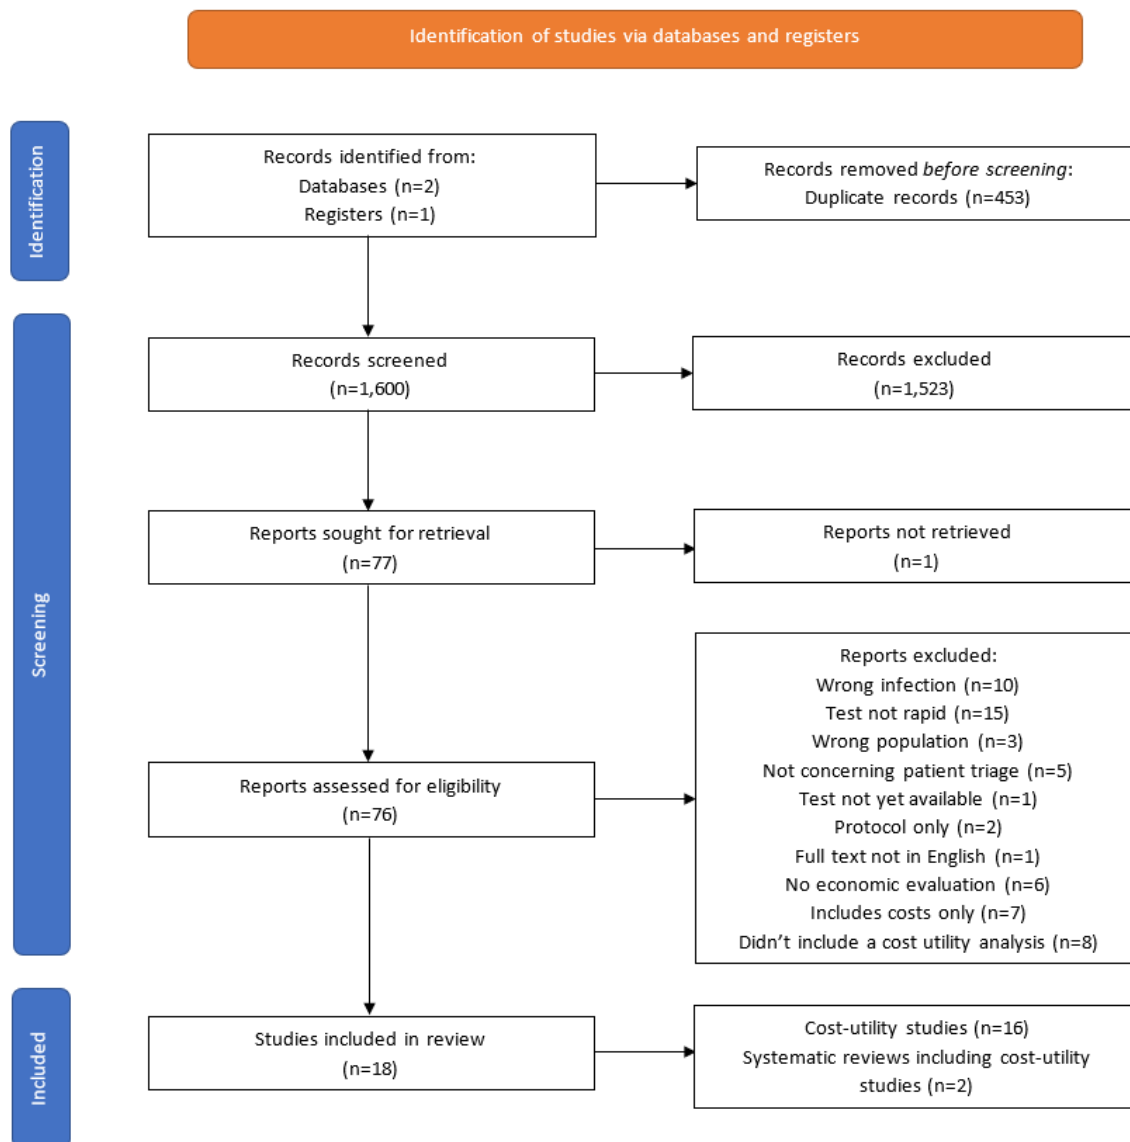 Identification of studies via databases and registers
Identification
Records identified from:
Databases (n=2)
Registers (n=1)
Records removed before screening:
Duplicate records (n=453)
Screening
Records screened
(n=1,600)
Records excluded
(n=1,523)
Reports sought for retrieval
(n=77)
Reports not retrieved
(n=1)
Reports assessed for eligibility
(n=76)
Reports excluded:
Wrong infection (n=10)
Test not rapid (n=15)
Wrong population (n=3)
Not concerning patient triage (n=5)
Test not yet available (n=1)
Protocol only (n=2)
Full text not in English (n=1)
No economic evaluation (n=6)
Includes costs only (n=7)
Didn't include a cost utility analysis (n=8)
Included
Studies included in review
(n=18)
Cost-utility studies (n=16)
Systematic reviews including cost-utility
studies (n=2)